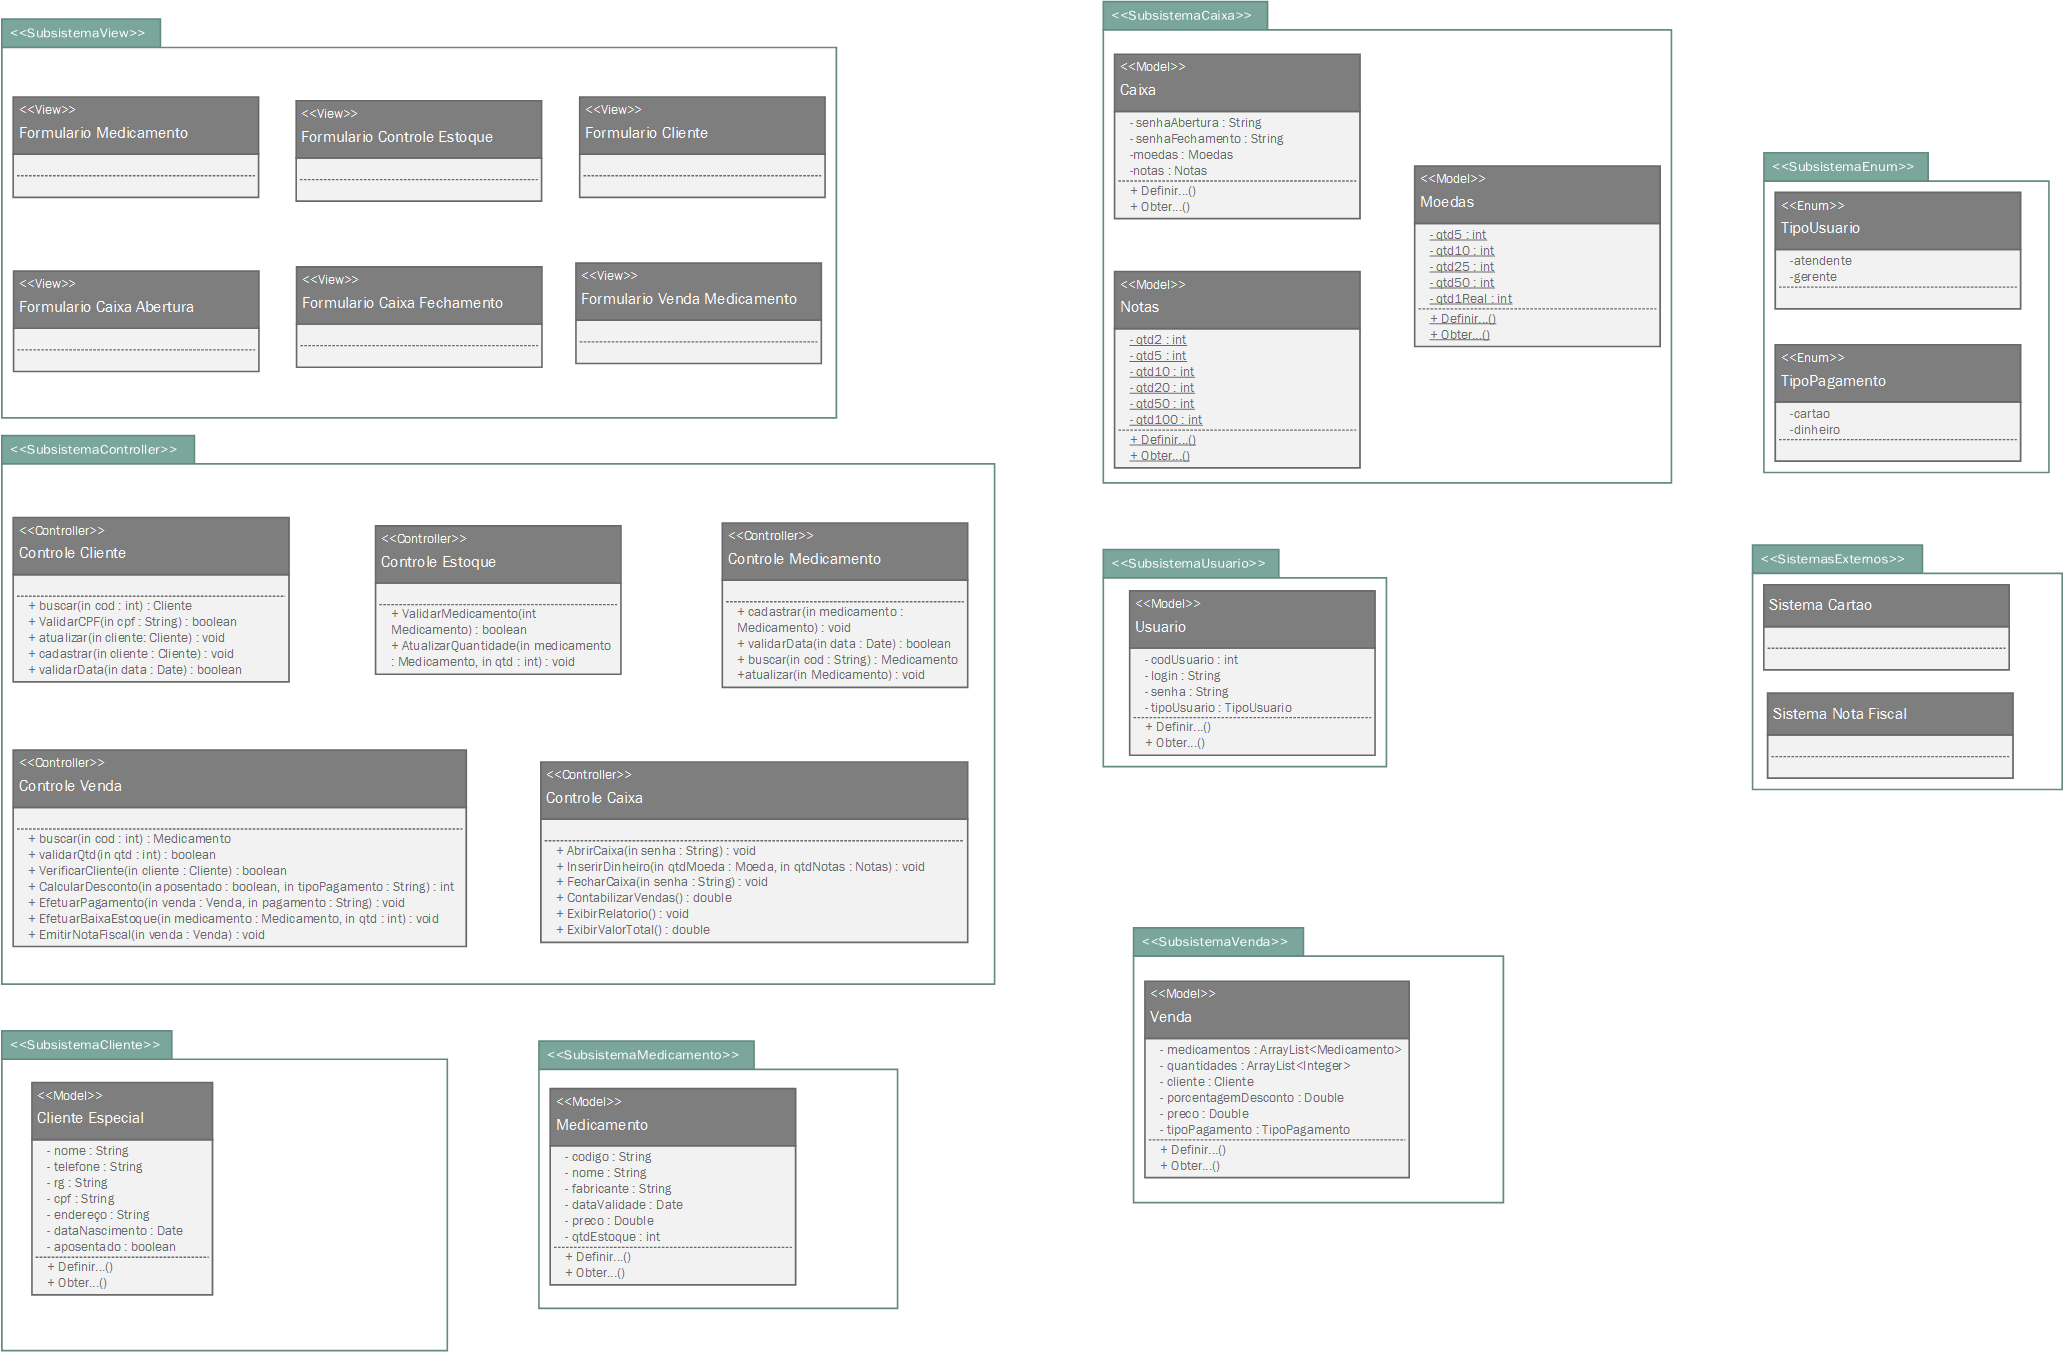 <<SubsistemaView>>
<<View>>
Formulario Medicamento
<<View>>
Formulario Controle Estoque
<<View>>
Formulario Cliente
<<View>>
Formulario Caixa Abertura
<<View>>
Formulario Caixa Fechamento
<<View>>
Formulario Venda Medicamento
<<SubsistemaController>>
<<Controller>>
Controle Cliente
+ buscar(in cod : int) : Cliente
+ ValidarCPF(in cpf : String) : boolean
+ atualizar(in cliente: Cliente) : void
+ cadastrar(in cliente : Cliente) : void
+ validarData(in data : Date) : boolean
<<Controller>>
Controle Estoque
+ ValidarMedicamento(int
Medicamento) : boolean
+ AtualizarQuantidade(in medicamento
: Medicamento, in qtd : int) : void
<<Controller>>
Controle Medicamento
+ cadastrar(in medicamento :
Medicamento) : void
+ validarData(in data : Date) : boolean
+ buscar(in cod : String) : Medicamento
+atualizar(in Medicamento) : void
<<Controller>>
Controle Venda
+ buscar(in cod : int) : Medicamento
+ validarQtd(in qtd : int) : boolean
+ VerificarCliente(in cliente : Cliente) : boolean
+ CalcularDesconto(in aposentado : boolean, in tipoPagamento : String) : int
+ EfetuarPagamento(in venda : Venda, in pagamento : String) : void
+ EfetuarBaixaEstoque(in medicamento : Medicamento, in qtd : int) : void
+ EmitirNotaFiscal(in venda : Venda) : void
<<Controller>>
Controle Caixa
+ AbrirCaixa(in senha : String) : void
+ InserirDinheiro(in qtdMoeda : Moeda, in qtdNotas : Notas) : void
+ FecharCaixa(in senha : String) : void
+ ContabilizarVendas() : double
+ ExibirRelatorio() : void
+ ExibirValorTotal() : double
<<SubsistemaCliente>>
<<Model>>
Cliente Especial
- nome : String
- telefone : String
- rg : String
- cpf : String
- endereço : String
- dataNascimento : Date
- aposentado : boolean
+ Definir...()
+ Obter...()
<<SubsistemaMedicamento>>
<<Model>>
Medicamento
- codigo : String
- nome : String
- fabricante : String
- dataValidade : Date
- preco : Double
- qtdEstoque : int
+ Definir...()
+ Obter...()
<<SubsistemaCaixa>>
<<Model>>
Caixa
- senhaAbertura : String
- senhaFechamento : String
-moedas : Moedas
-notas : Notas
+ Definir...()
+ Obter...()
<<Model>>
Moedas
- qtd5 : int
- qtd10 : int
- qtd25 : int
- qtd50 : int
- qtd1Real : int
+ Definir...()
+ Obter...()
<<Model>>
Notas
- qtd2 : int
- qtd5 : int
- qtd10 : int
- qtd20 : int
- qtd50 : int
- qtd100 : int
+ Definir...()
+ Obter...()
<<SubsistemaEnum>>
<<Enum>>
TipoUsuario
-atendente
-gerente
<<Enum>>
TipoPagamento
-cartao
-dinheiro
<<SubsistemaUsuario>>
<<Model>>
Usuario
- codUsuario : int
- login : String
- senha : String
- tipoUsuario : TipoUsuario
+ Definir...()
+ Obter...()
<<SistemasExternos>>
Sistema Cartao
Sistema Nota Fiscal
<<SubsistemaVenda>>
<<Model>>
Venda
- medicamentos : ArrayList<Medicamento>
- quantidades : ArrayList<Integer>
- cliente : Cliente
- porcentagemDesconto : Double
- preco : Double
- tipoPagamento : TipoPagamento
+ Definir...()
+ Obter...()